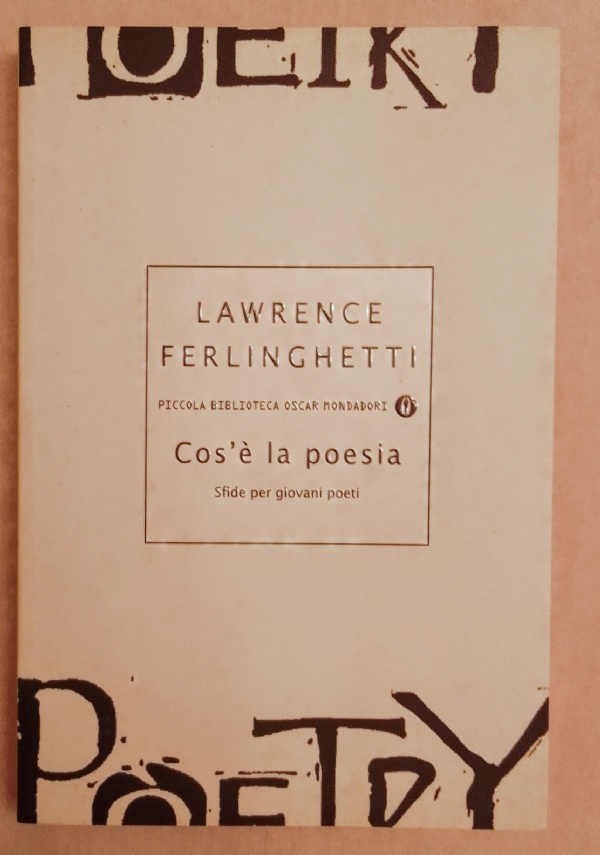 POETRY
LAWRENCE
FERLINGHETTI
PICCOLA BIBLIOTECA OSCAR MONDADORI
Cos'è la poesia
Sfide per giovani poeti
POETRY